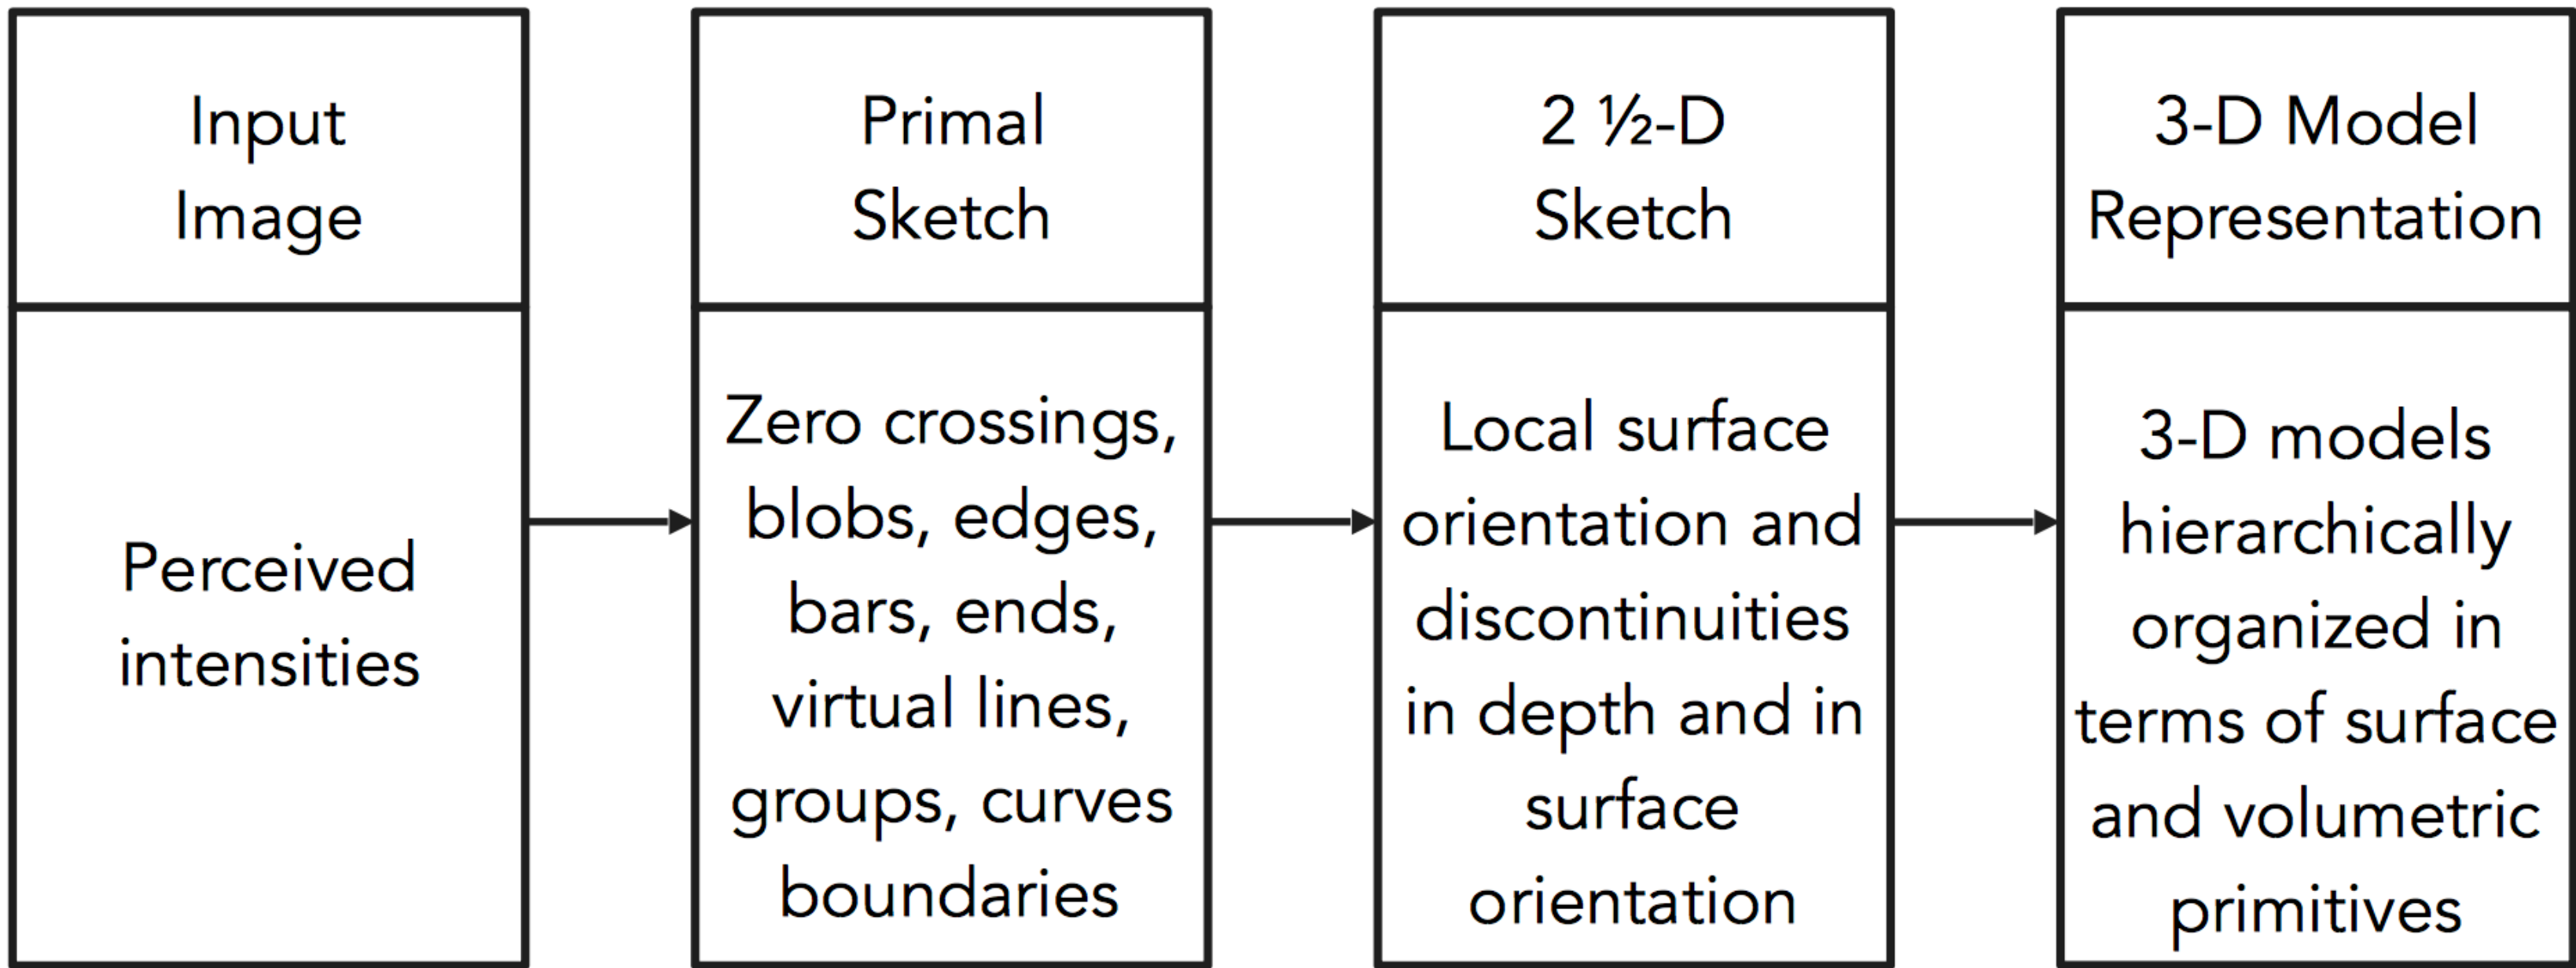 Input
Image
Perceived
intensities
Primal
Sketch
Zero crossings,
blobs, edges,
bars, ends,
virtual lines,
groups, curves
boundaries
2 ½-D
Sketch
Local surface
orientation and
discontinuities
in depth and in
surface
orientation
3-D Model
Representation
3-D models
hierarchically
organized in
terms of surface
and volumetric
primitives